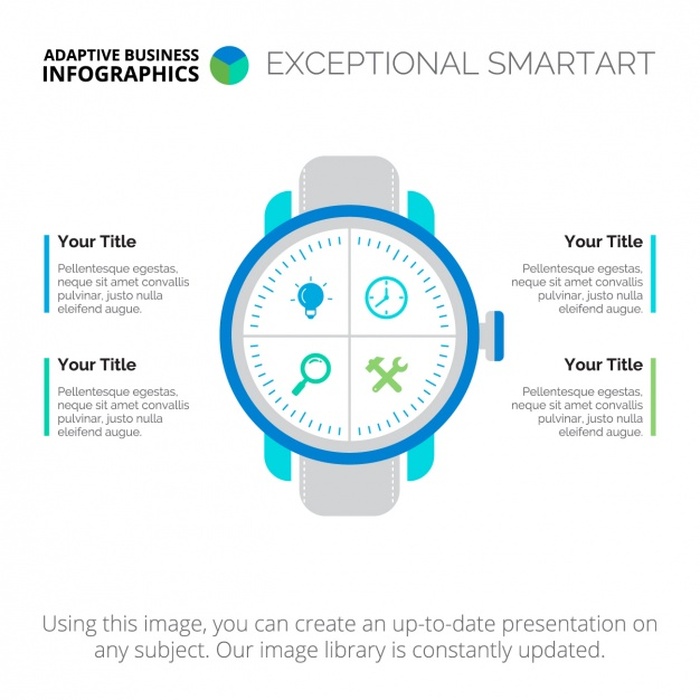 ADAPTIVE BUSINESS
INFOGRAPHICS
EXCEPTIONAL SMARTART
Your Title
Pellentesque egestas,
neque sit amet convallis
pulvinar, justo nulla
eleifend augue.
Your Title
Pellentesque egestas,
neque sit amet convallis
pulvinar, justo nulla
eleifend augue.
Your Title
Pellentesque egestas,
neque sit amet convallis
pulvinar, justo nulla
eleifend augue.
Your Title
Pellentesque egestas,
neque sit amet convallis
pulvinar, justo nulla
eleifend augue.
Using this image, you can create an up-to-date presentation on
any subject. Our image library is constantly updated.